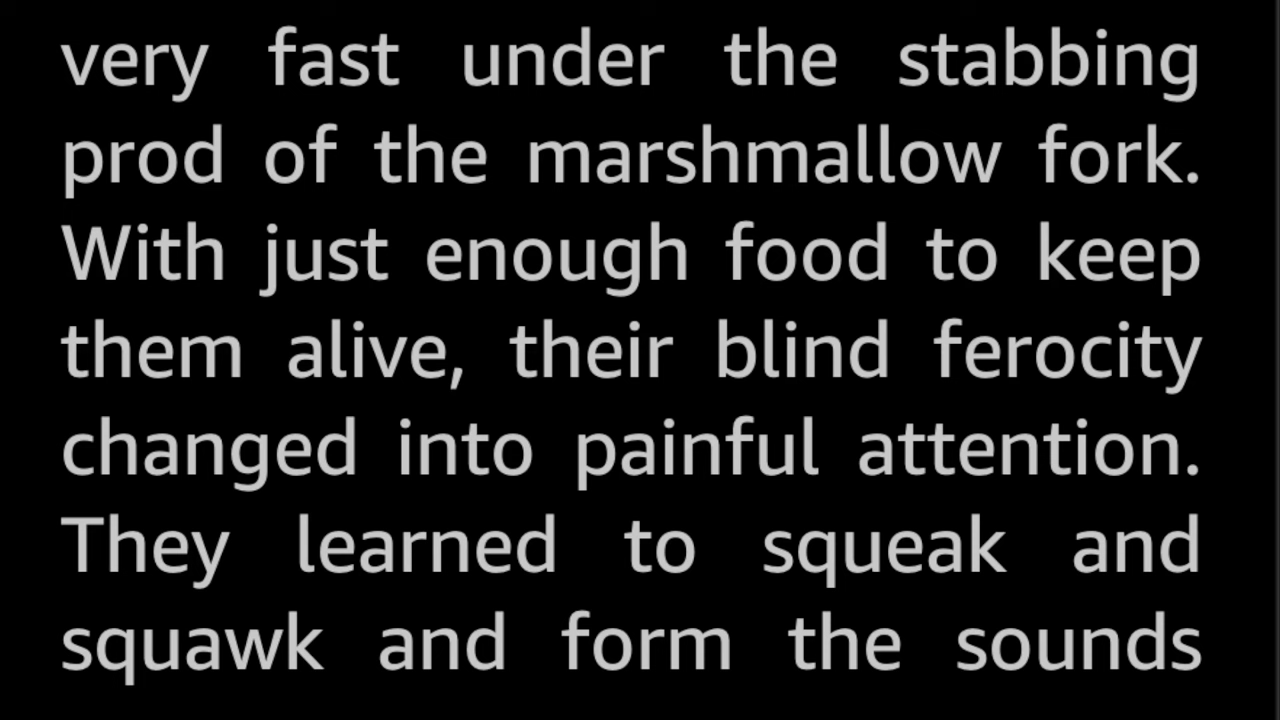 very fast under the stabbing
prod of the marshmallow fork.
With just enough food to keep
them alive, their blind ferocity
changed into painful attention.
They learned to squeak and
squawk and form the sounds